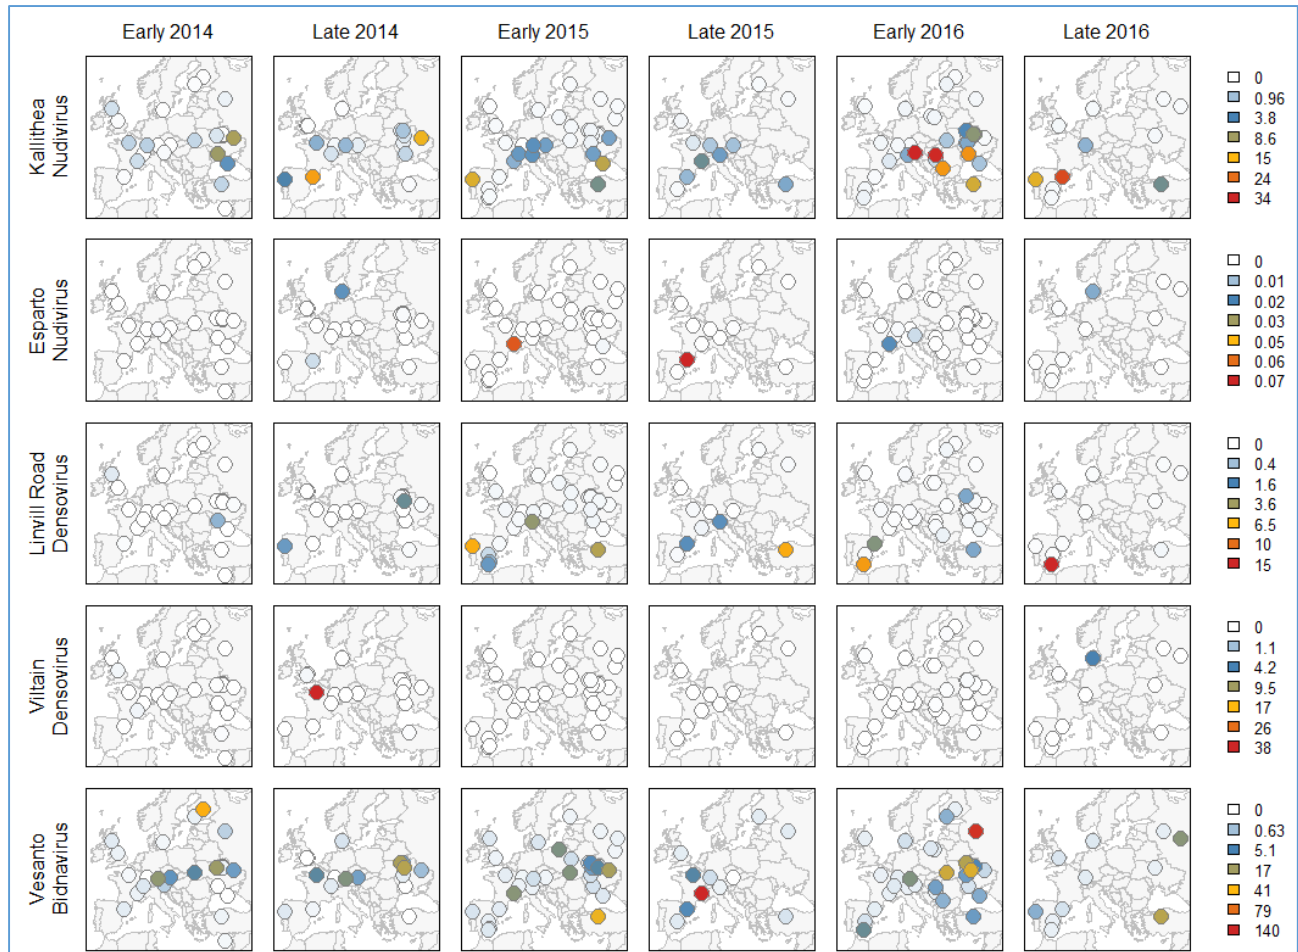 Early 2014
Late 2014
Early 2015
Late 2015
Early 2016
Late 2016
Kallithea
Nudivirus
0
0.96
3.8
8.6
15
24
34
Esparto
Nudivirus
0
0.01
0.02
0.03
0.05
0.06
0.07
Linvill Road
Densovirus
0
0.4
1.6
3.6
6.5
10
15
Viltain
Densovirus
0
1.1
4.2
9.5
17
26
38
Vesanto
Bidnavirus
0
0.63
5.1
17
41
79
140